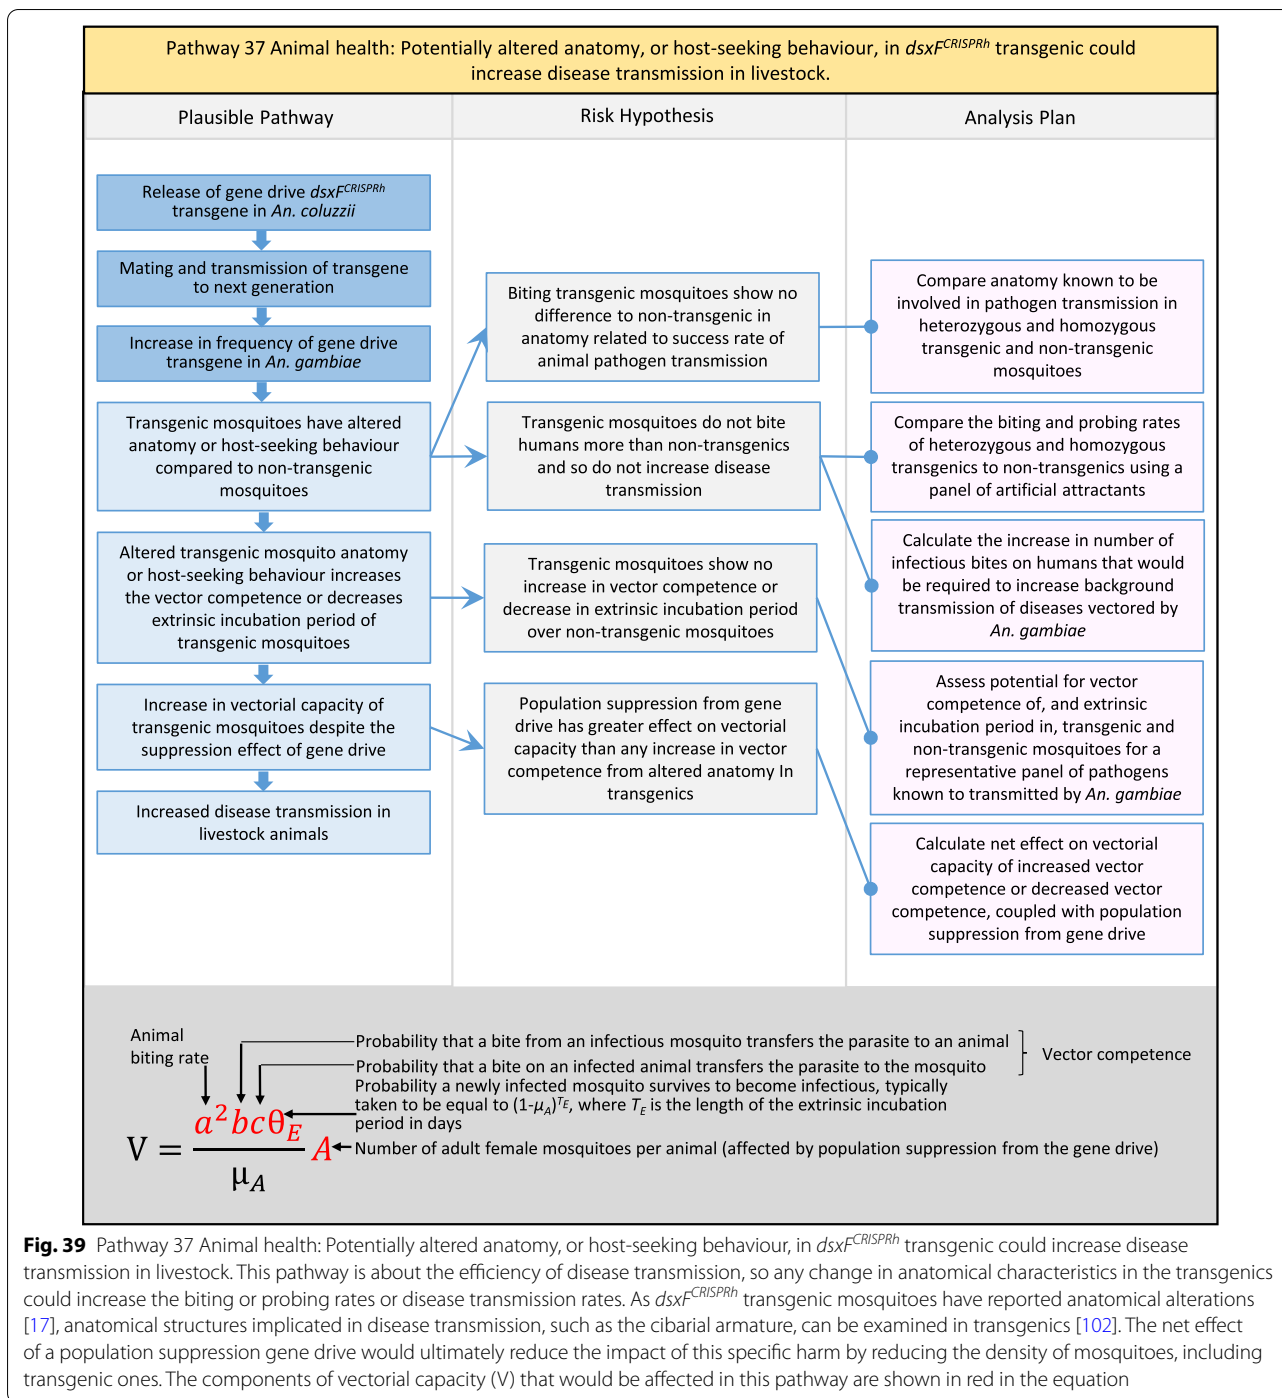 Pathway 37 Animal health: Potentially altered anatomy, or host-seeking behaviour, in dsxF^CRISPRh transgenic could
increase disease transmission in livestock.
Plausible Pathway
Risk Hypothesis
Analysis Plan
Release of gene drive dsxF^CRISPRh
transgene in An. coluzzii
Mating and transmission of transgene
to next generation
Increase in frequency of gene drive
transgene in An. gambiae
Transgenic mosquitoes have altered
anatomy or host-seeking behaviour
compared to non-transgenic
mosquitoes
Altered transgenic mosquito anatomy
or host-seeking behaviour increases
the vector competence or decreases
extrinsic incubation period of
transgenic mosquitoes
Increase in vectorial capacity of
transgenic mosquitoes despite the
suppression effect of gene drive
Increased disease transmission in
livestock animals
Biting transgenic mosquitoes show no
difference to non-transgenic in
anatomy related to success rate of
animal pathogen transmission
Transgenic mosquitoes do not bite
humans more than non-transgenics
and so do not increase disease
transmission
Transgenic mosquitoes show no
increase in vector competence or
decrease in extrinsic incubation period
over non-transgenic mosquitoes
Population suppression from gene
drive has greater effect on vectorial
capacity than any increase in vector
competence from altered anatomy In
transgenics
Compare anatomy known to be
involved in pathogen transmission in
heterozygous and homozygous
transgenic and non-transgenic
mosquitoes
Compare the biting and probing rates
of heterozygous and homozygous
transgenics to non-transgenics using a
panel of artificial attractants
Calculate the increase in number of
infectious bites on humans that would
be required to increase background
transmission of diseases vectored by
An. gambiae
Assess potential for vector
competence of, and extrinsic
incubation period in, transgenic and
non-transgenic mosquitoes for a
representative panel of pathogens
known to transmitted by An. gambiae
Calculate net effect on vectorial
capacity of increased vector
competence or decreased vector
competence, coupled with population
suppression from gene drive
Animal
biting rate
Probability that a bite from an infectious mosquito transfers the parasite to an animal
Probability that a bite on an infected animal transfers the parasite to the mosquito
Vector competence
Probability a newly infected mosquito survives to become infectious, typically
taken to be equal to (1-μ_A)^T_E, where T_E is the length of the extrinsic incubation
period in days
Number of adult female mosquitoes per animal (affected by population suppression from the gene drive)
V = a²bcθ_E / μ_A A
Fig. 39 Pathway 37 Animal health: Potentially altered anatomy, or host-seeking behaviour, in dsxF^CRISPRh transgenic could increase disease
transmission in livestock. This pathway is about the efficiency of disease transmission, so any change in anatomical characteristics in the transgenics
could increase the biting or probing rates or disease transmission rates. As dsxF^CRISPRh transgenic mosquitoes have reported anatomical alterations
[17], anatomical structures implicated in disease transmission, such as the cibarial armature, can be examined in transgenics [102]. The net effect
of a population suppression gene drive would ultimately reduce the impact of this specific harm by reducing the density of mosquitoes, including
transgenic ones. The components of vectorial capacity (V) that would be affected in this pathway are shown in red in the equation